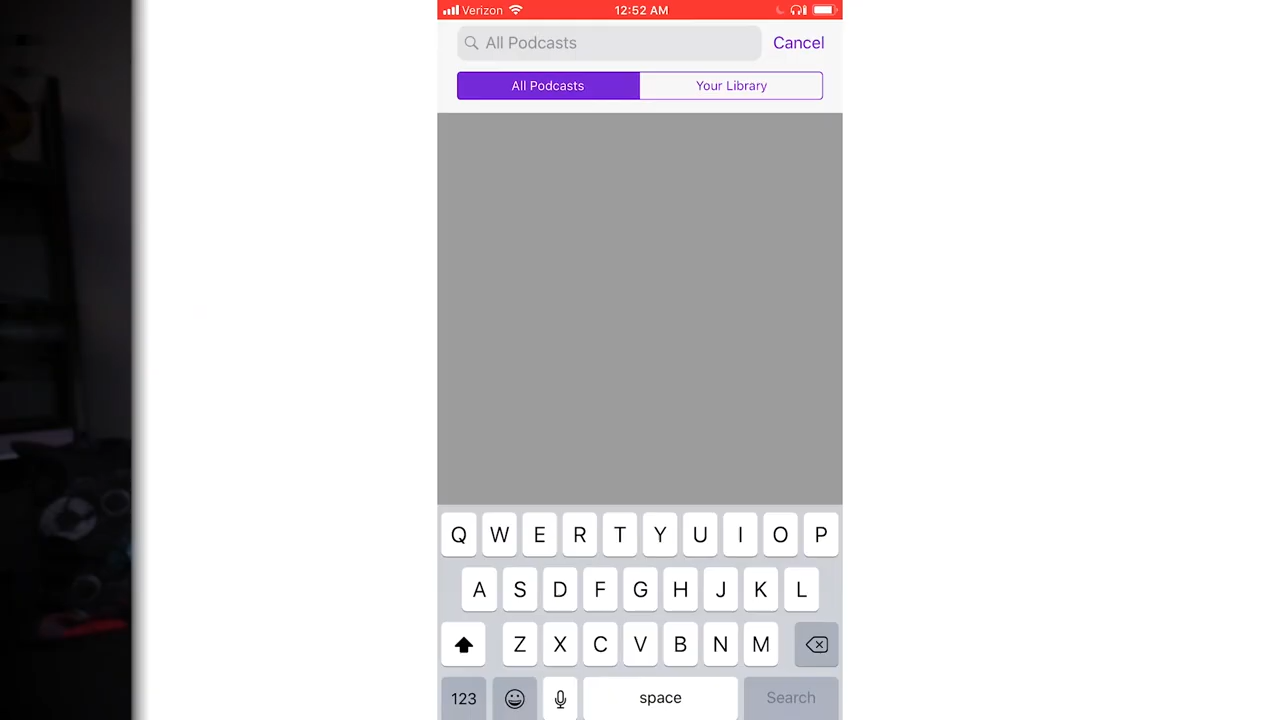 Verizon 12:52 AM
All Podcasts Cancel
All Podcasts Your Library
Q W E R T Y U I O P
A S D F G H J K L
Z X C V B N M
123 space Search